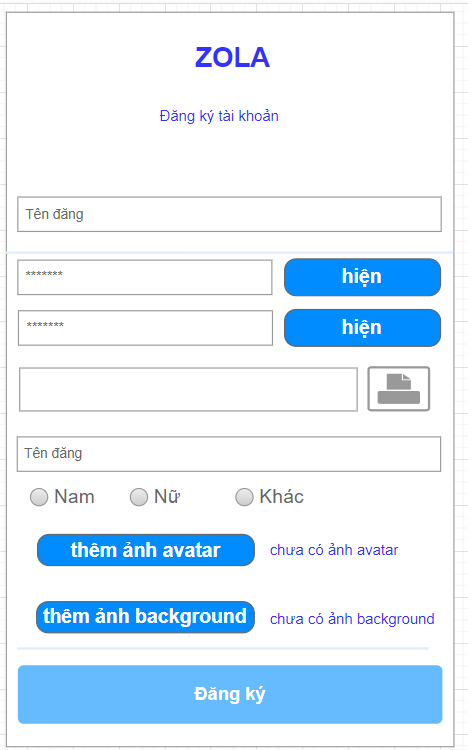 ZOLA
Đăng ký tài khoản
Tên đăng
******* hiện
******* hiện
Tên đăng
Nam Nữ Khác
thêm ảnh avatar chưa có ảnh avatar
thêm ảnh background chưa có ảnh background
Đăng ký